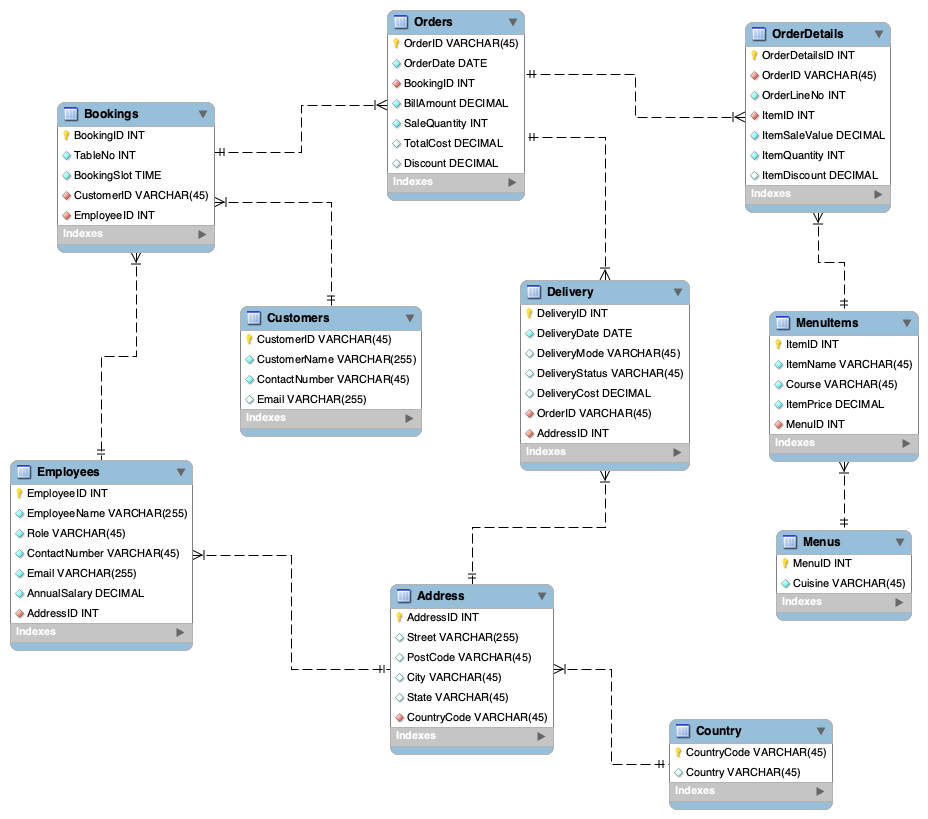 Orders
OrderID VARCHAR(45)
OrderDate DATE
BookingID INT
BillAmount DECIMAL
SaleQuantity INT
TotalCost DECIMAL
Discount DECIMAL
Indexes
OrderDetails
OrderDetailsID INT
OrderID VARCHAR(45)
OrderLineNo INT
ItemID INT
ItemSaleValue DECIMAL
ItemQuantity INT
ItemDiscount DECIMAL
Indexes
Bookings
BookingID INT
TableNo INT
BookingSlot TIME
CustomerID VARCHAR(45)
EmployeeID INT
Indexes
Customers
CustomerID VARCHAR(45)
CustomerName VARCHAR(255)
ContactNumber VARCHAR(45)
Email VARCHAR(255)
Indexes
Delivery
DeliveryID INT
DeliveryDate DATE
DeliveryMode VARCHAR(45)
DeliveryStatus VARCHAR(45)
DeliveryCost DECIMAL
OrderID VARCHAR(45)
AddressID INT
Indexes
MenuItems
ItemID INT
ItemName VARCHAR(45)
Course VARCHAR(45)
ItemPrice DECIMAL
MenuID INT
Indexes
Employees
EmployeeID INT
EmployeeName VARCHAR(255)
Role VARCHAR(45)
ContactNumber VARCHAR(45)
Email VARCHAR(255)
AnnualSalary DECIMAL
AddressID INT
Indexes
Menus
MenuID INT
Cuisine VARCHAR(45)
Indexes
Address
AddressID INT
Street VARCHAR(255)
PostCode VARCHAR(45)
City VARCHAR(45)
State VARCHAR(45)
CountryCode VARCHAR(45)
Indexes
Country
CountryCode VARCHAR(45)
Country VARCHAR(45)
Indexes